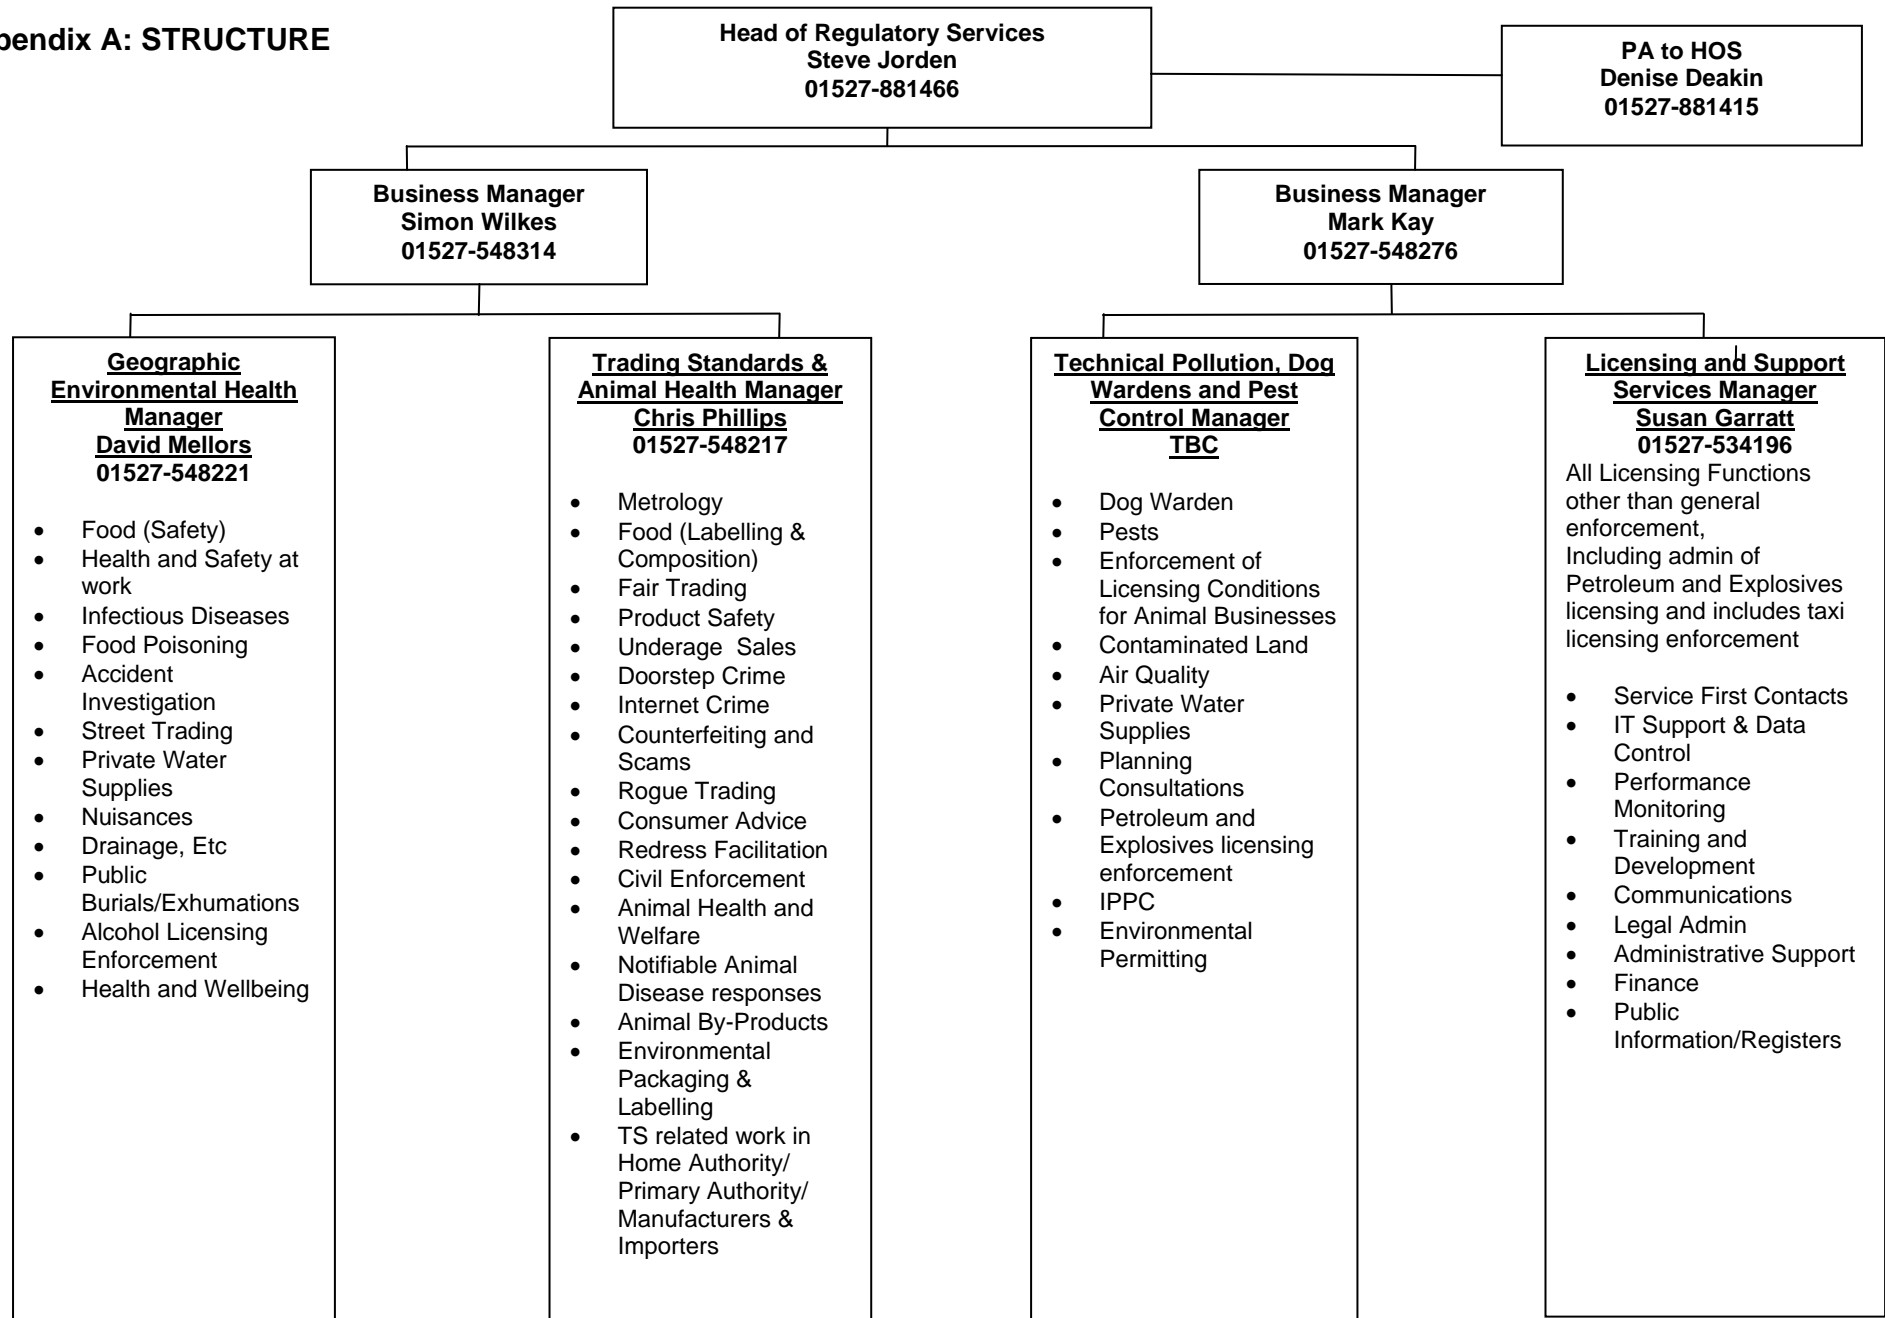 pendix A: STRUCTURE
Head of Regulatory Services
Steve Jorden
01527-881466
PA to HOS
Denise Deakin
01527-881415
Business Manager
Simon Wilkes
01527-548314
Business Manager
Mark Kay
01527-548276
Geographic
Environmental Health
Manager
David Mellors
01527-548221
• Food (Safety)
• Health and Safety at
work
• Infectious Diseases
• Food Poisoning
• Accident
Investigation
• Street Trading
• Private Water
Supplies
• Nuisances
• Drainage, Etc
• Public
Burials/Exhumations
• Alcohol Licensing
Enforcement
• Health and Wellbeing
Trading Standards &
Animal Health Manager
Chris Phillips
01527-548217
• Metrology
• Food (Labelling &
Composition)
• Fair Trading
• Product Safety
• Underage  Sales
• Doorstep Crime
• Internet Crime
• Counterfeiting and
Scams
• Rogue Trading
• Consumer Advice
• Redress Facilitation
• Civil Enforcement
• Animal Health and
Welfare
• Notifiable Animal
Disease responses
• Animal By-Products
• Environmental
Packaging &
Labelling
• TS related work in
Home Authority/
Primary Authority/
Manufacturers &
Importers
Technical Pollution, Dog
Wardens and Pest
Control Manager
TBC
• Dog Warden
• Pests
• Enforcement of
Licensing Conditions
for Animal Businesses
• Contaminated Land
• Air Quality
• Private Water
Supplies
• Planning
Consultations
• Petroleum and
Explosives licensing
enforcement
• IPPC
• Environmental
Permitting
Licensing and Support
Services Manager
Susan Garratt
01527-534196
All Licensing Functions
other than general
enforcement,
Including admin of
Petroleum and Explosives
licensing and includes taxi
licensing enforcement
• Service First Contacts
• IT Support & Data
Control
• Performance
Monitoring
• Training and
Development
• Communications
• Legal Admin
• Administrative Support
• Finance
• Public
Information/Registers